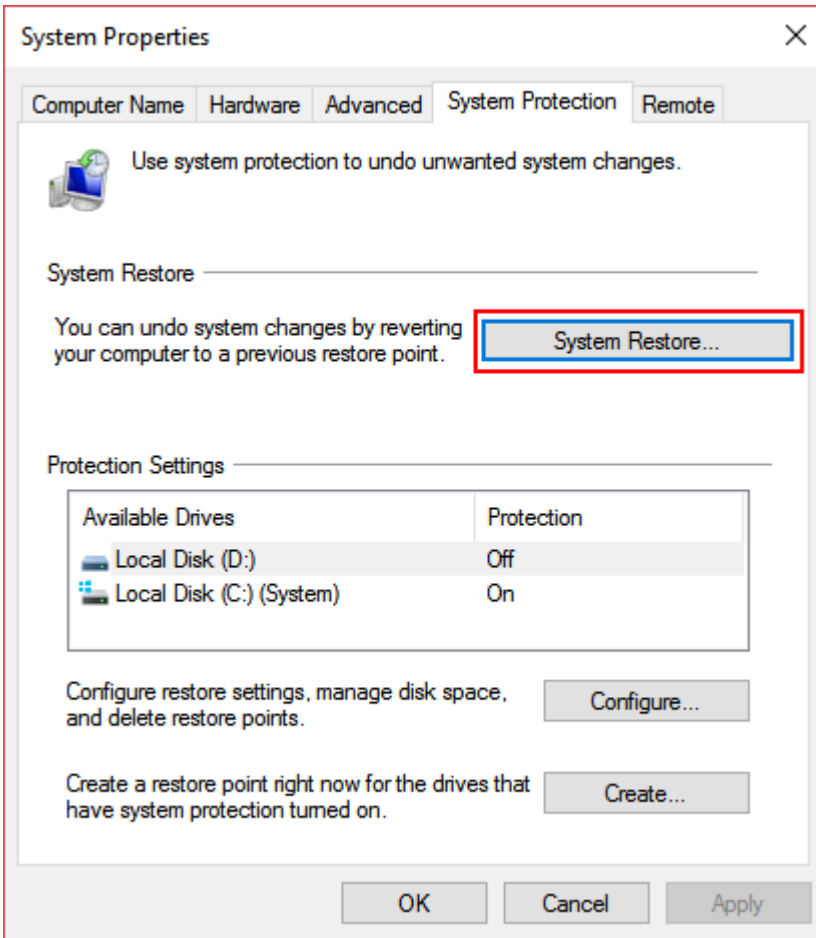 System Properties
Computer Name Hardware Advanced System Protection Remote
Use system protection to undo unwanted system changes.
System Restore
You can undo system changes by reverting
your computer to a previous restore point.
System Restore...
Protection Settings
Available Drives Protection
Local Disk (D:) Off
Local Disk (C:) (System) On
Configure restore settings, manage disk space,
and delete restore points.
Configure...
Create a restore point right now for the drives that
have system protection turned on.
Create...
OK Cancel Apply